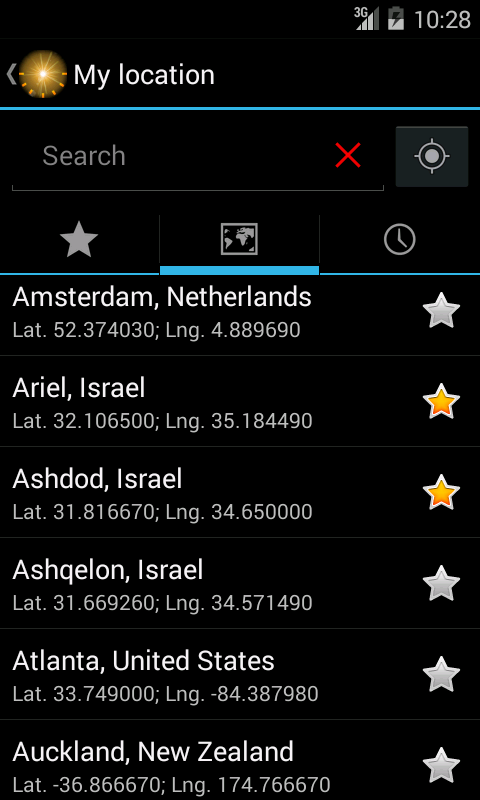 3G
10:28
My location
Search
Amsterdam, Netherlands
Lat. 52.374030; Lng. 4.889690
Ariel, Israel
Lat. 32.106500; Lng. 35.184490
Ashdod, Israel
Lat. 31.816670; Lng. 34.650000
Ashqelon, Israel
Lat. 31.669260; Lng. 34.571490
Atlanta, United States
Lat. 33.749000; Lng. -84.387980
Auckland, New Zealand
Lat. -36.866670; Lng. 174.766670